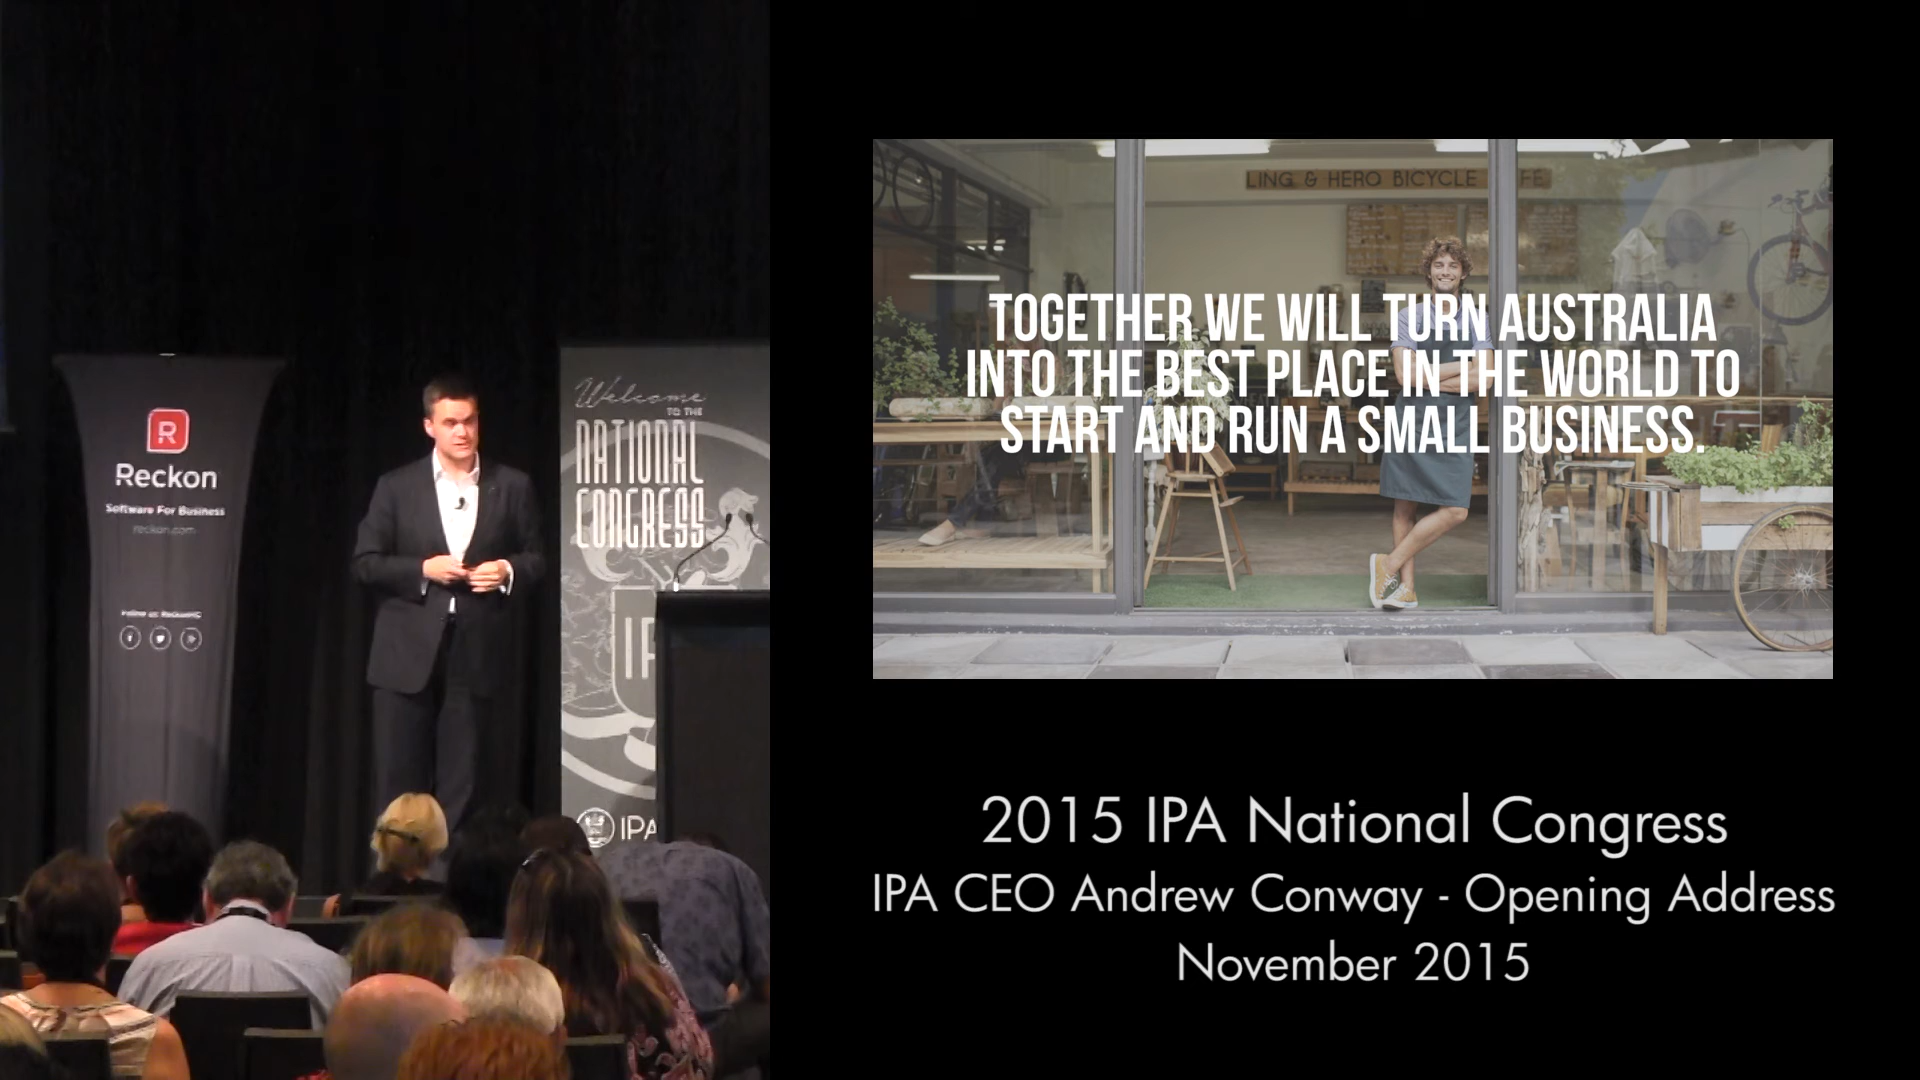 R
Reckon
Software For Business
reckon.com
Welcome
TO THE
NATIONAL
CONGRESS
IPA
LING & HERO BICYCLE
TOGETHER WE WILL TURN AUSTRALIA
INTO THE BEST PLACE IN THE WORLD TO
START AND RUN A SMALL BUSINESS.
2015 IPA National Congress
IPA CEO Andrew Conway - Opening Address
November 2015